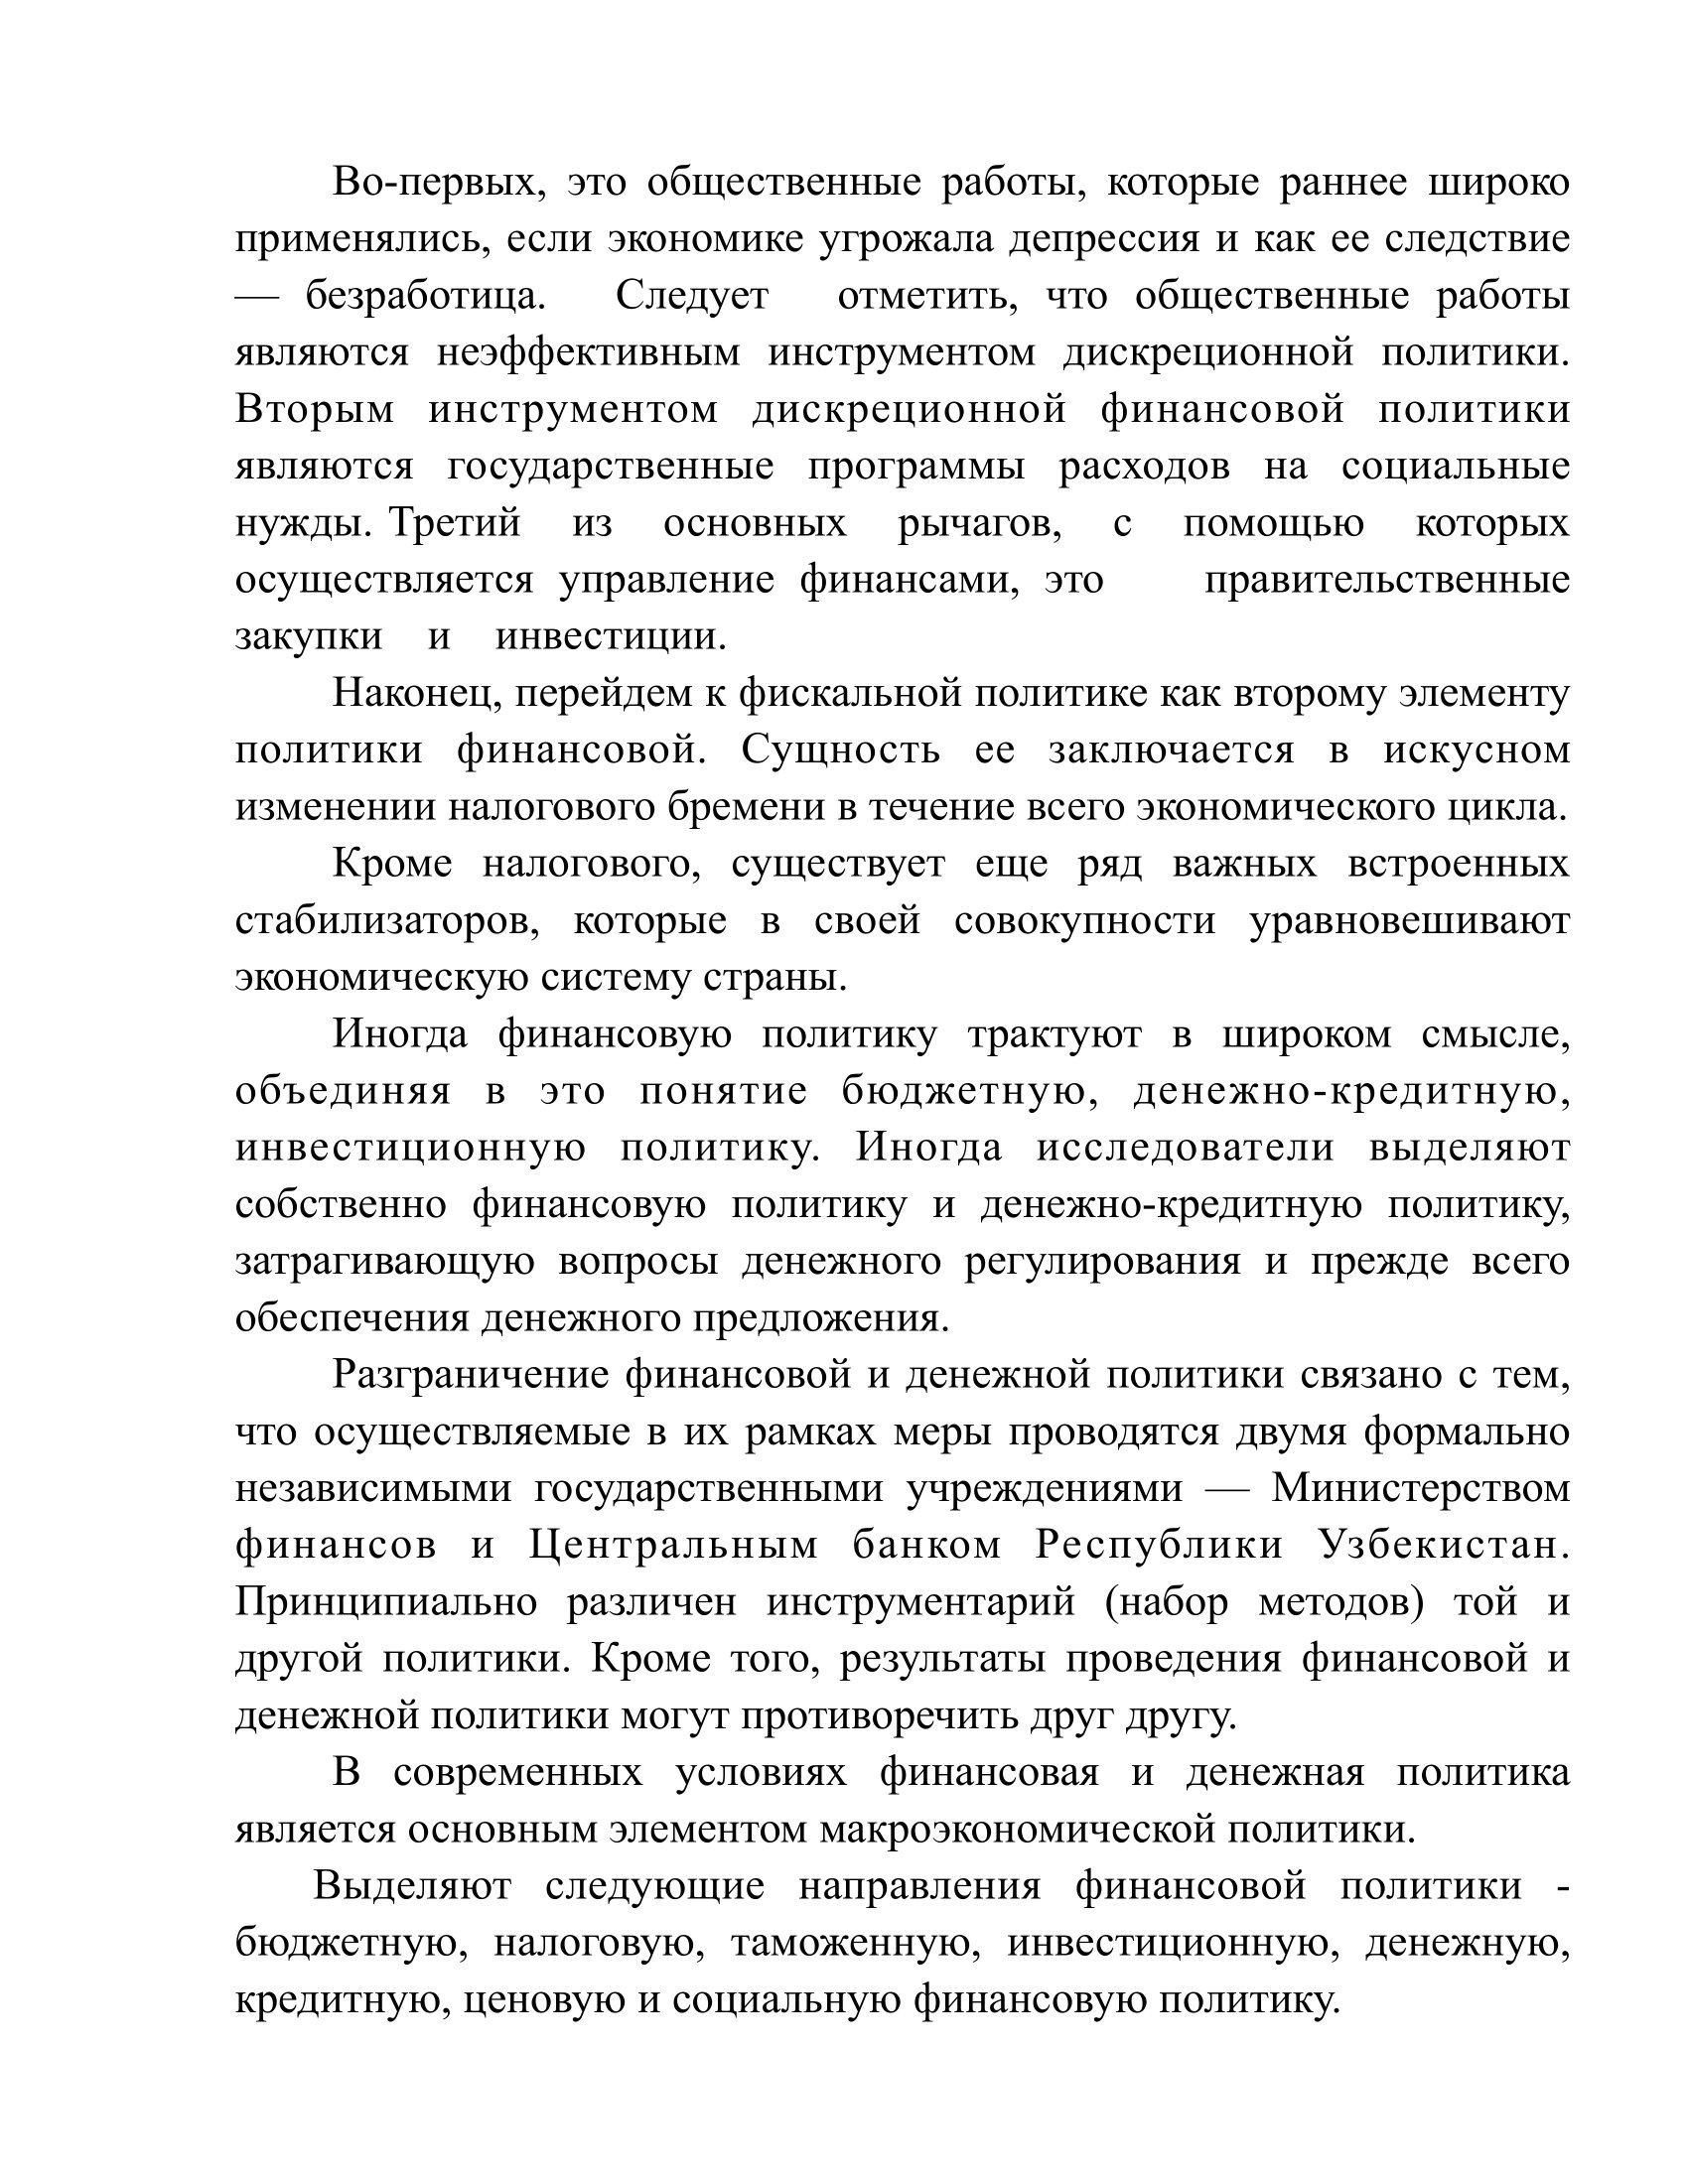 Во-первых, это общественные работы, которые раннее широко
применялись, если экономике угрожала депрессия и как ее следствие
— безработица. Следует отметить, что общественные работы
являются неэффективным инструментом дискреционной политики.
Вторым инструментом дискреционной финансовой политики
являются государственные программы расходов на социальные
нужды. Третий из основных рычагов, с помощью которых
осуществляется управление финансами, это правительственные
закупки и инвестиции.
Наконец, перейдем к фискальной политике как второму элементу
политики финансовой. Сущность ее заключается в искусном
изменении налогового бремени в течение всего экономического цикла.
Кроме налогового, существует еще ряд важных встроенных
стабилизаторов, которые в своей совокупности уравновешивают
экономическую систему страны.
Иногда финансовую политику трактуют в широком смысле,
объединяя в это понятие бюджетную, денежно-кредитную,
инвестиционную политику. Иногда исследователи выделяют
собственно финансовую политику и денежно-кредитную политику,
затрагивающую вопросы денежного регулирования и прежде всего
обеспечения денежного предложения.
Разграничение финансовой и денежной политики связано с тем,
что осуществляемые в их рамках меры проводятся двумя формально
независимыми государственными учреждениями — Министерством
финансов и Центральным банком Республики Узбекистан.
Принципиально различен инструментарий (набор методов) той и
другой политики. Кроме того, результаты проведения финансовой и
денежной политики могут противоречить друг другу.
В современных условиях финансовая и денежная политика
является основным элементом макроэкономической политики.
Выделяют следующие направления финансовой политики -
бюджетную, налоговую, таможенную, инвестиционную, денежную,
кредитную, ценовую и социальную финансовую политику.